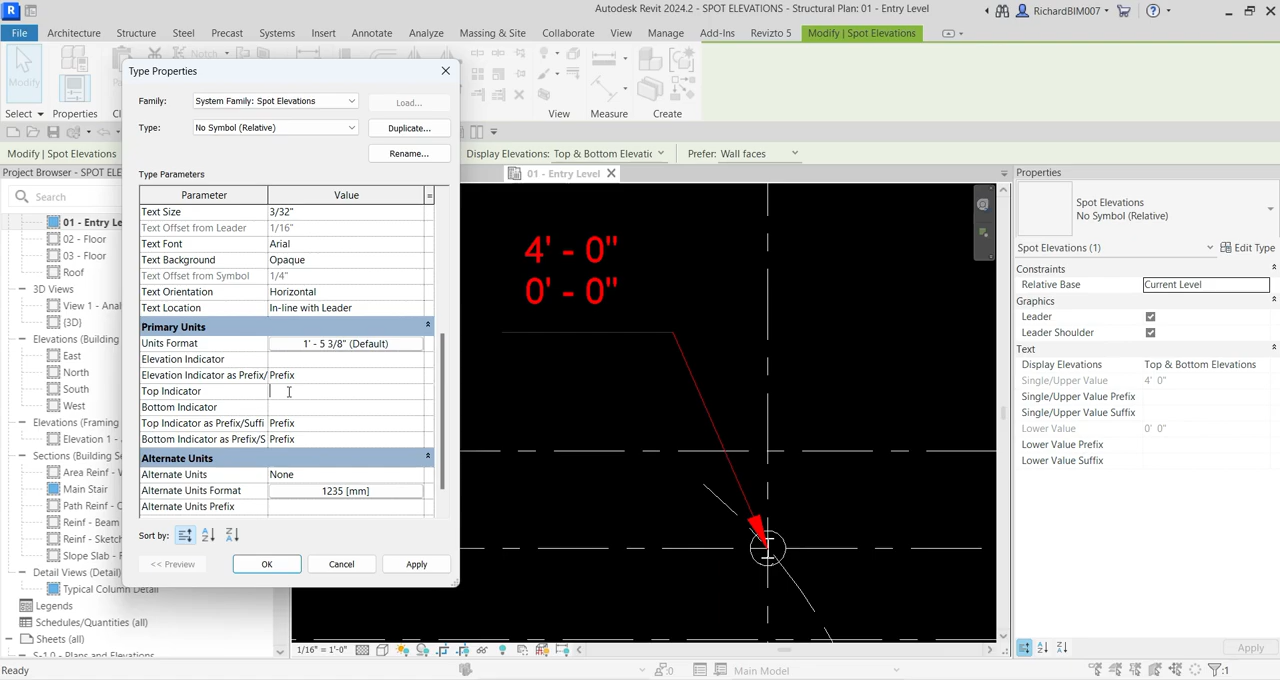 Autodesk Revit 2024.2 - SPOT ELEVATIONS - Structural Plan: 01 - Entry Level
RichardBIM007
File Architecture Structure Steel Precast Systems Insert Annotate Analyze Massing & Site Collaborate View Manage Add-Ins Revizto 5 Modify | Spot Elevations
Modify
Notch
Select Properties View Measure Create
Modify | Spot Elevations
Display Elevations: Top & Bottom Elevatic
Prefer: Wall faces
Project Browser - SPOT ELE
Search
01 - Entry Le
02 - Floor
03 - Floor
Roof
3D Views
View 1 - Analy
{3D}
Elevations (Building
East
North
South
West
Elevations (Framing
Elevation 1 -
Sections (Building Se
Area Reinf - W
Main Stair
Path Reinf - C
Reinf - Beam
Reinf - Sketch
Slope Slab - F
Detail Views (Detail)
Typical Column Detail
Legends
Schedules/Quantities (all)
Sheets (all)
S-1.0 - Plans and Elevations
Type Properties
Family: System Family: Spot Elevations Load...
Type: No Symbol (Relative) Duplicate...
Rename...
Type Parameters
Parameter Value =
Text Size 3/32"
Text Offset from Leader 1/16"
Text Font Arial
Text Background Opaque
Text Offset from Symbol 1/4"
Text Orientation Horizontal
Text Location In-line with Leader
Primary Units
Units Format 1' - 5 3/8" (Default)
Elevation Indicator
Elevation Indicator as Prefix/ Prefix
Top Indicator
Bottom Indicator
Top Indicator as Prefix/Suffi Prefix
Bottom Indicator as Prefix/S Prefix
Alternate Units
Alternate Units None
Alternate Units Format 1235 [mm]
Alternate Units Prefix
Sort by:
<< Preview OK Cancel Apply
01 - Entry Level
4' - 0"
0' - 0"
Properties
Spot Elevations
No Symbol (Relative)
Spot Elevations (1) Edit Type
Constraints
Relative Base Current Level
Graphics
Leader
Leader Shoulder
Text
Display Elevations Top & Bottom Elevations
Single/Upper Value 4' 0"
Single/Upper Value Prefix
Single/Upper Value Suffix
Lower Value 0' 0"
Lower Value Prefix
Lower Value Suffix
Apply
1/16" = 1'-0"
Ready
:0
Main Model
:1